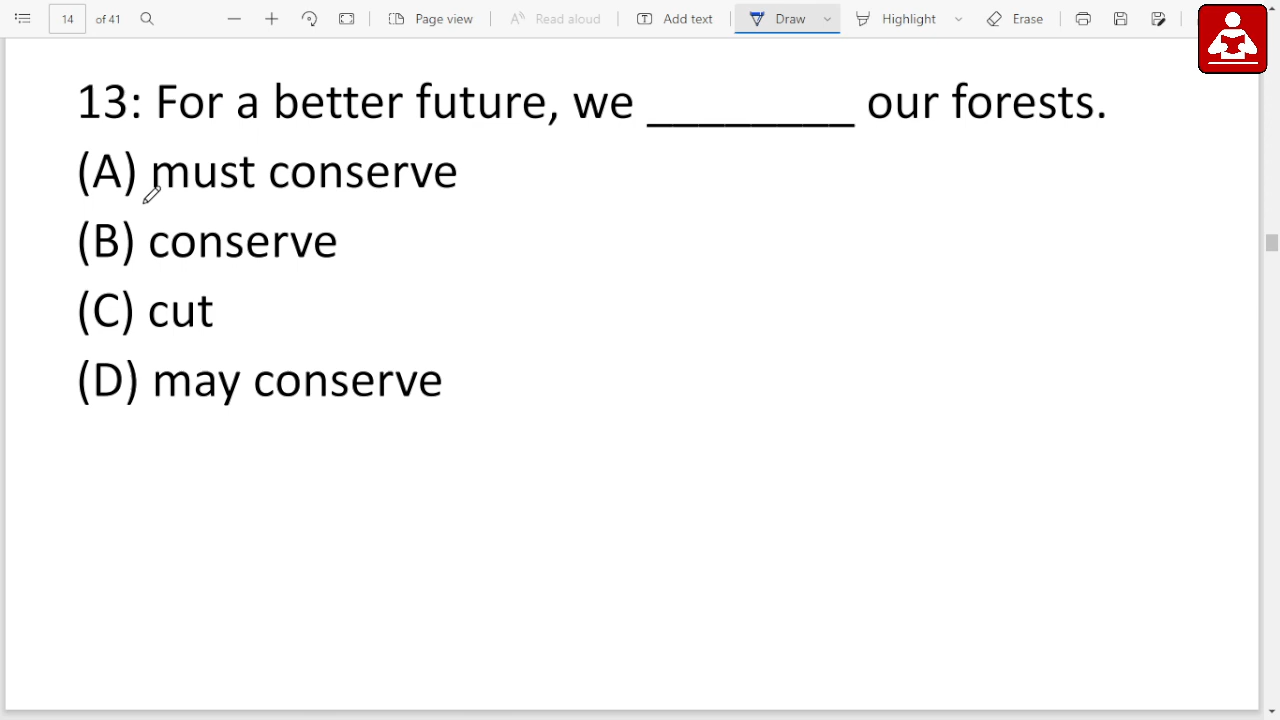 14 of 41 Page view Read aloud Add text Draw Highlight Erase
13: For a better future, we ________ our forests.
(A) must conserve
(B) conserve
(C) cut
(D) may conserve